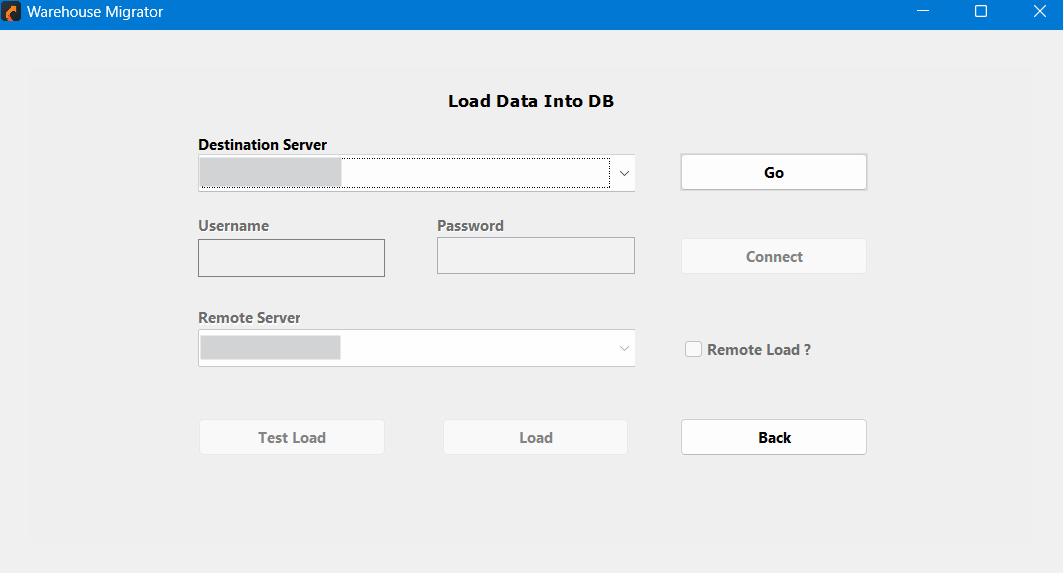 Warehouse Migrator
Load Data Into DB
Destination Server
Go
Username
Password
Connect
Remote Server
Remote Load ?
Test Load
Load
Back